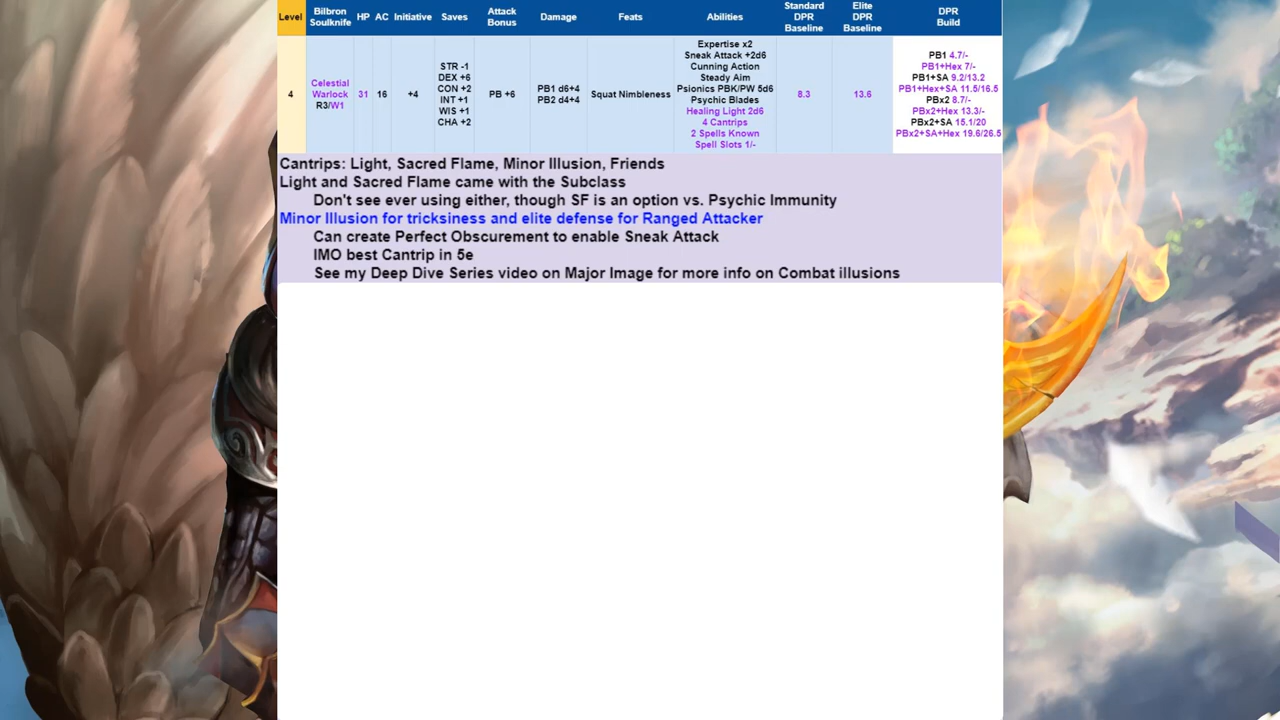 Level
Bilbron Soulknife
HP
AC
Initiative
Saves
Attack Bonus
Damage
Feats
Abilities
Standard DPR Baseline
Elite DPR Baseline
DPR Build
4
Celestial
Warlock
R3/W1
31
16
+4
STR -1
DEX +6
CON +2
INT +1
WIS +1
CHA +2
PB +6
PB1 d6+4
PB2 d4+4
Squat Nimbleness
Expertise x2
Sneak Attack +2d6
Cunning Action
Steady Aim
Psionics PBK/PW 5d6
Psychic Blades
Healing Light 2d6
4 Cantrips
2 Spells Known
Spell Slots 1/-
8.3
13.6
PB1 4.7/-
PB1+Hex 7/-
PB1+SA 9.2/13.2
PB1+Hex+SA 11.5/16.5
PBx2 8.7/-
PBx2+Hex 13.3/-
PBx2+SA 15.1/20
PBx2+SA+Hex 19.6/26.5
Cantrips: Light, Sacred Flame, Minor Illusion, Friends
Light and Sacred Flame came with the Subclass
Don't see ever using either, though SF is an option vs. Psychic Immunity
Minor Illusion for tricksiness and elite defense for Ranged Attacker
Can create Perfect Obscurement to enable Sneak Attack
IMO best Cantrip in 5e
See my Deep Dive Series video on Major Image for more info on Combat illusions